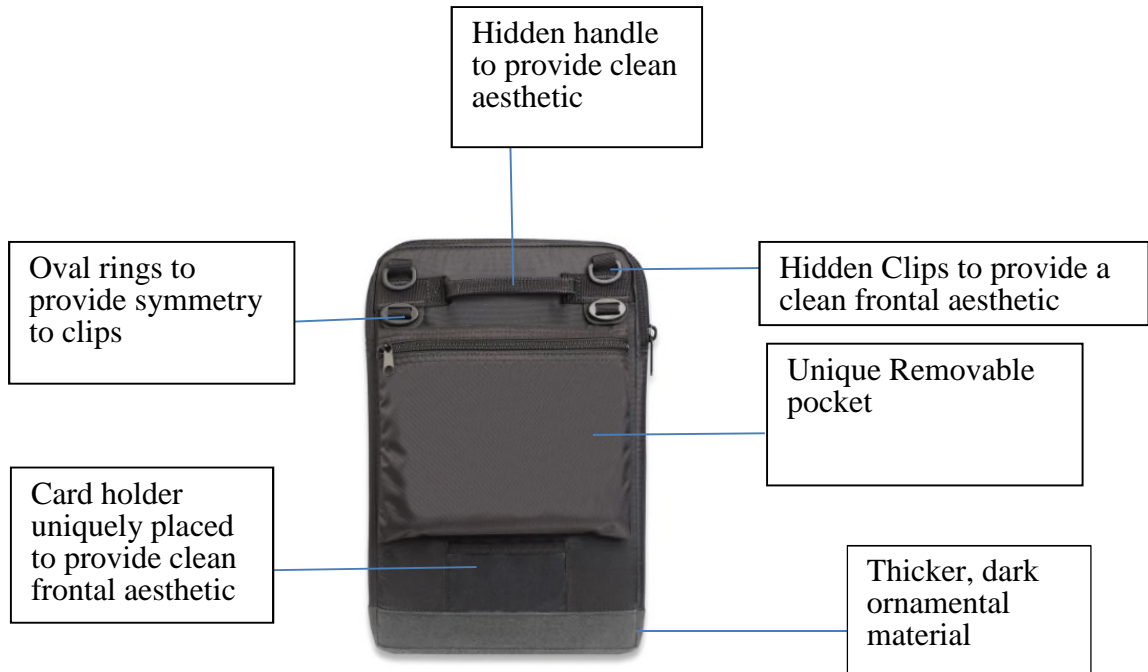 Hidden handle
to provide clean
aesthetic
Oval rings to
provide symmetry
to clips
Hidden Clips to provide a
clean frontal aesthetic
Unique Removable
pocket
Card holder
uniquely placed
to provide clean
frontal aesthetic
Thicker, dark
ornamental
material